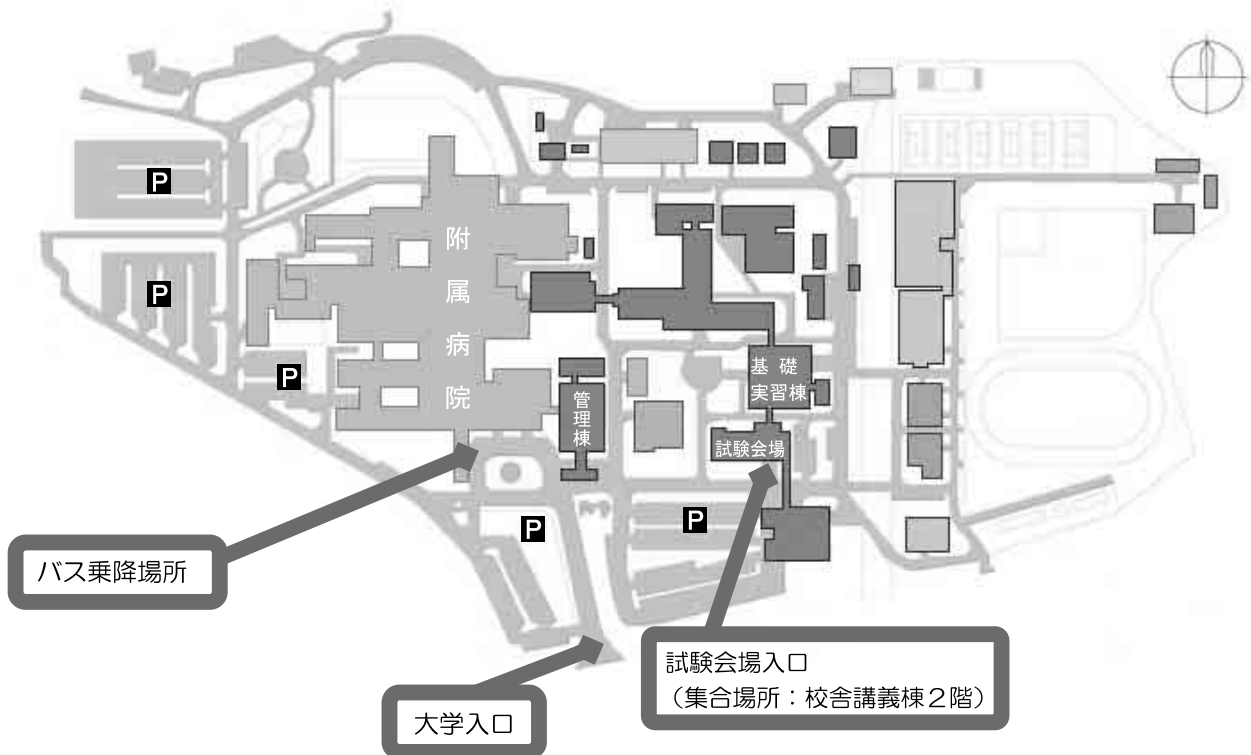 P
P
附属病院
P
基礎
実習棟
管理棟
試験会場
P
P
バス乗降場所
試験会場入口
（集合場所：校舎講義棟２階）
大学入口